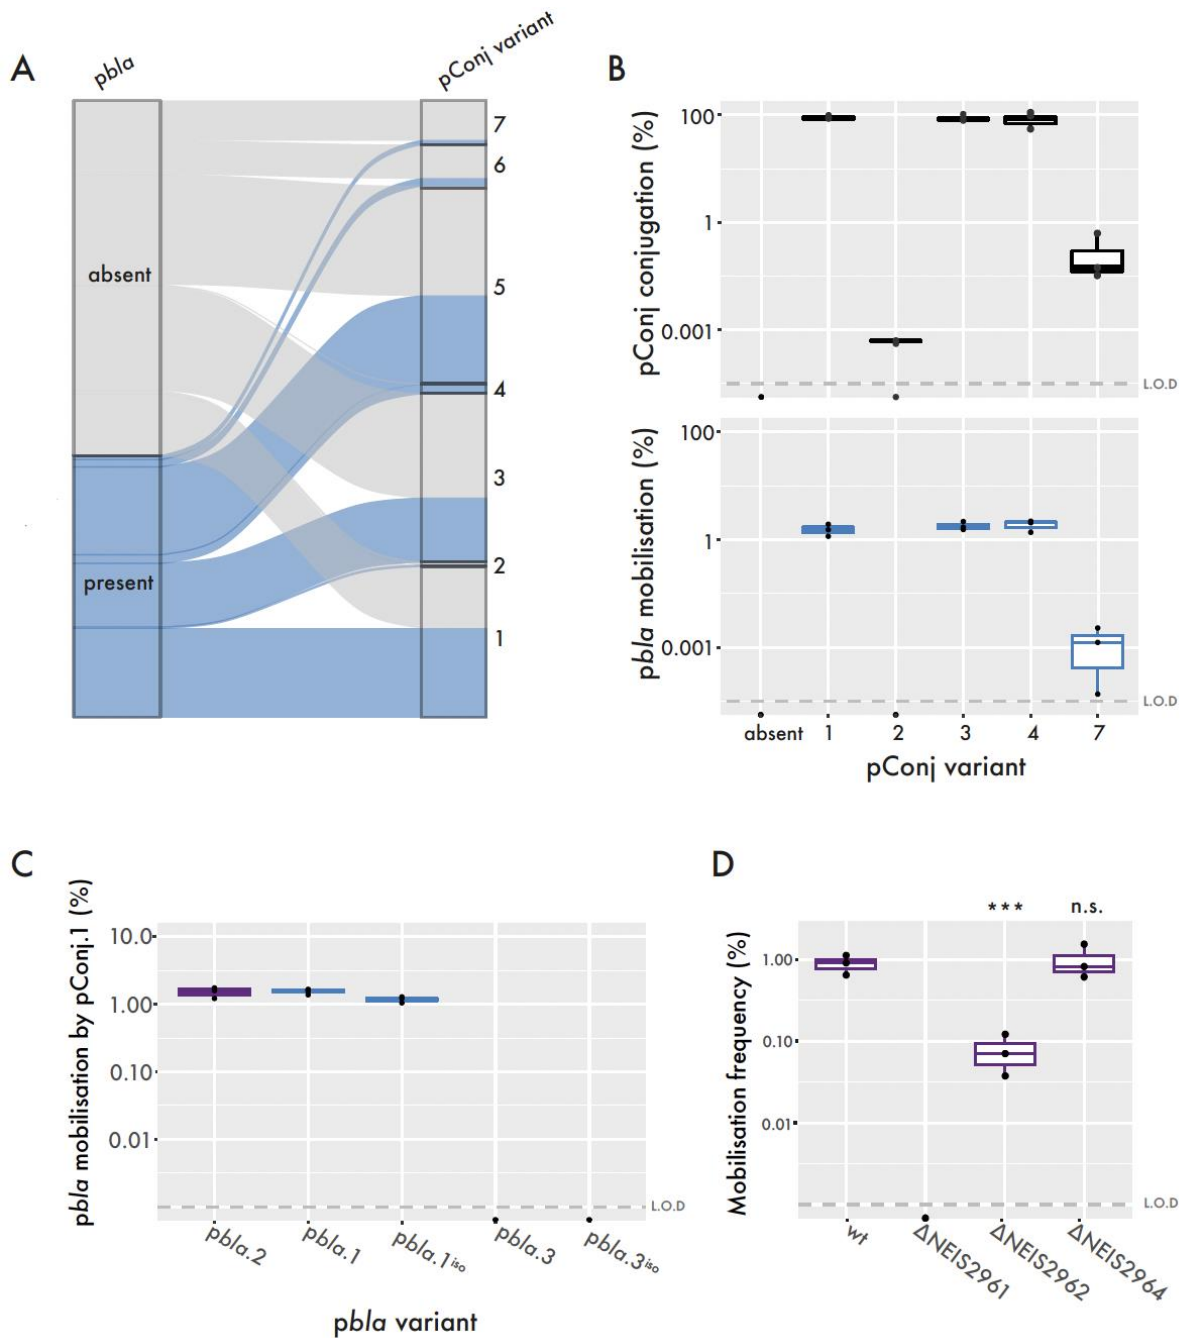 A
pbla
pConj variant
absent
present
7
6
5
4
3
2
1
B
pConj conjugation (%)
100
1
0.001
L.O.D
pbla mobilisation (%)
100
1
0.001
L.O.D
absent 1 2 3 4 7
pConj variant
C
pbla mobilisation by pConj.1 (%)
10.0
1.00
0.10
0.01
L.O.D
pbla.2 pbla.1 pbla.1iso pbla.3 pbla.3iso
pbla variant
D
Mobilisation frequency (%)
*** n.s.
1.00
0.10
0.01
L.O.D
wt ΔNEIS2961 ΔNEIS2962 ΔNEIS2964